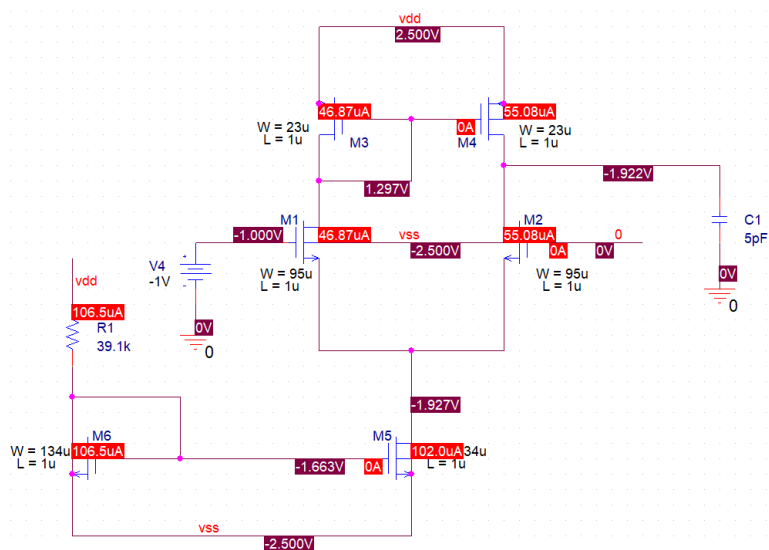 vdd
2.500V
46.87uA
55.08uA
0A
W = 23u
L = 1u
M3
M4
W = 23u
L = 1u
1.297V
-1.922V
C1
5pF
0V
0
M1
-1.000V
46.87uA
vss
-2.500V
M2
55.08uA
0A
0V
0
V4
-1V
+
-
0V
0
W = 95u
L = 1u
W = 95u
L = 1u
vdd
106.5uA
R1
39.1k
-1.927V
M6
W = 134u
L = 1u
106.5uA
-1.663V
M5
0A
102.0uA
34u
L = 1u
vss
-2.500V